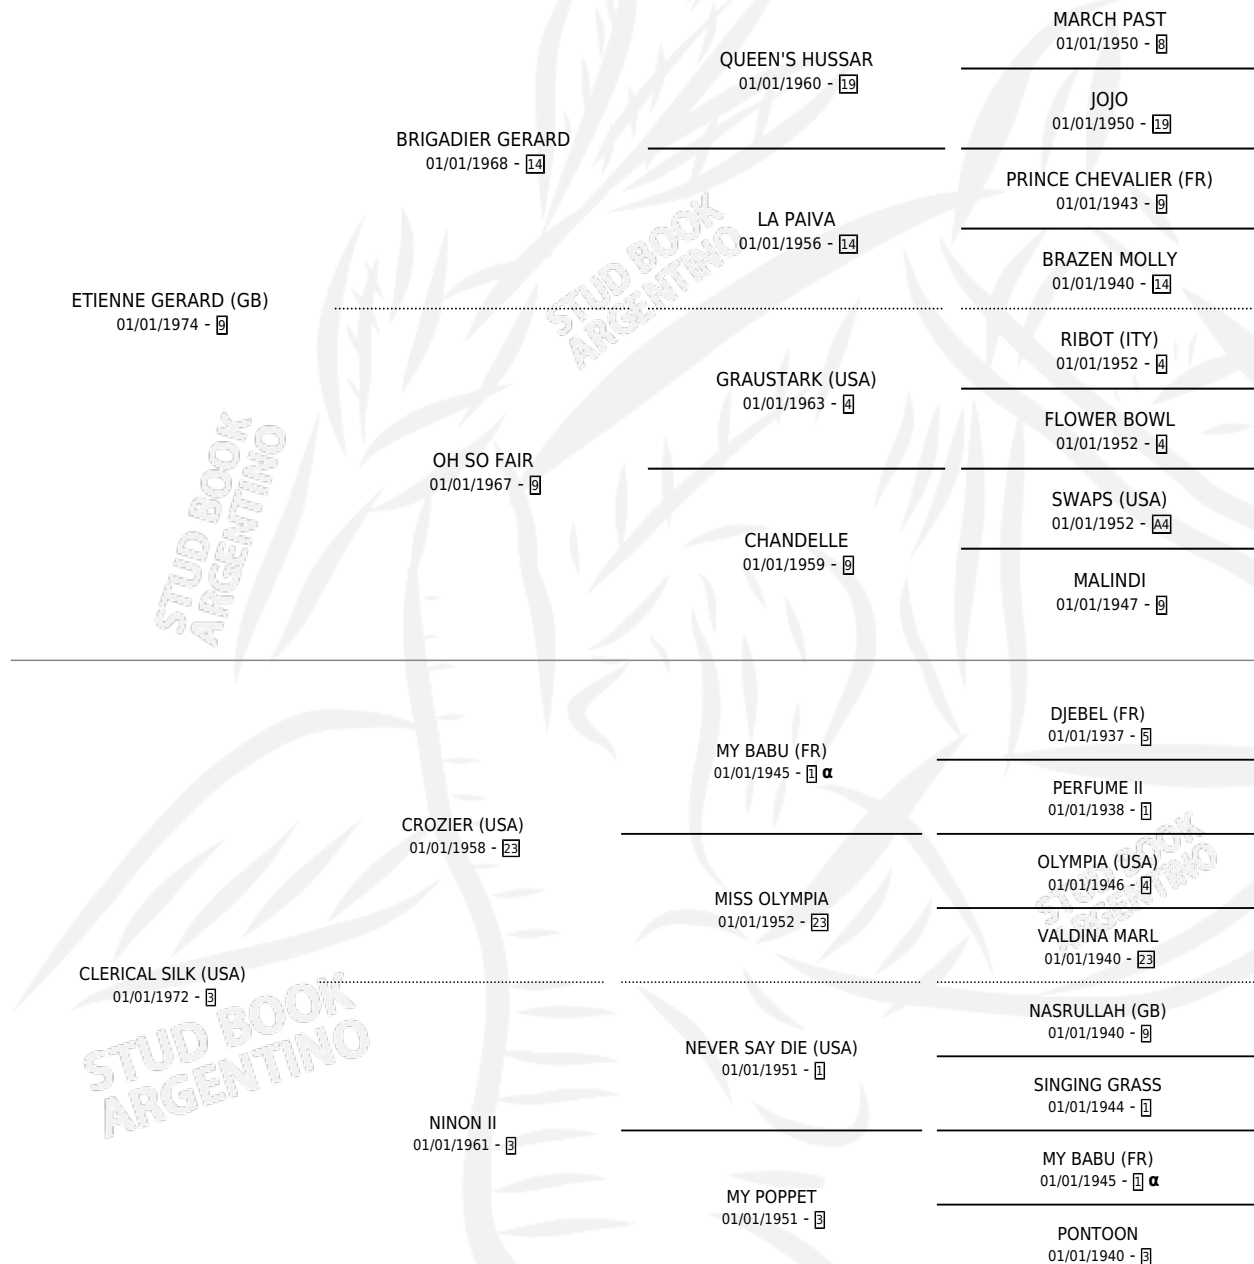 MARCH PAST
01/01/1950 - 8
QUEEN'S HUSSAR
01/01/1960 - 19
JOJO
01/01/1950 - 19
BRIGADIER GERARD
01/01/1968 - 14
PRINCE CHEVALIER (FR)
01/01/1943 - 9
LA PAIVA
01/01/1956 - 14
BRAZEN MOLLY
01/01/1940 - 14
STUD BOOK
ARGENTINO
ETIENNE GERARD (GB)
01/01/1974 - 9
RIBOT (ITY)
01/01/1952 - 4
GRAUSTARK (USA)
01/01/1963 - 4
FLOWER BOWL
01/01/1952 - 4
OH SO FAIR
01/01/1967 - 9
SWAPS (USA)
01/01/1952 - A4
CHANDELLE
01/01/1959 - 9
MALINDI
01/01/1947 - 9
STUD BOOK
ARGENTINO
DJEBEL (FR)
01/01/1937 - 5
MY BABU (FR)
01/01/1945 - 1 α
PERFUME II
01/01/1938 - 1
CROZIER (USA)
01/01/1958 - 23
OLYMPIA (USA)
01/01/1946 - 4
MISS OLYMPIA
01/01/1952 - 23
VALDINA MARL
01/01/1940 - 23
STUD BOOK
ARGENTINO
CLERICAL SILK (USA)
01/01/1972 - 3
NASRULLAH (GB)
01/01/1940 - 9
NEVER SAY DIE (USA)
01/01/1951 - 1
SINGING GRASS
01/01/1944 - 1
NINON II
01/01/1961 - 3
MY BABU (FR)
01/01/1945 - 1 α
MY POPPET
01/01/1951 - 3
PONTOON
01/01/1940 - 3
STUD BOOK
ARGENTINO